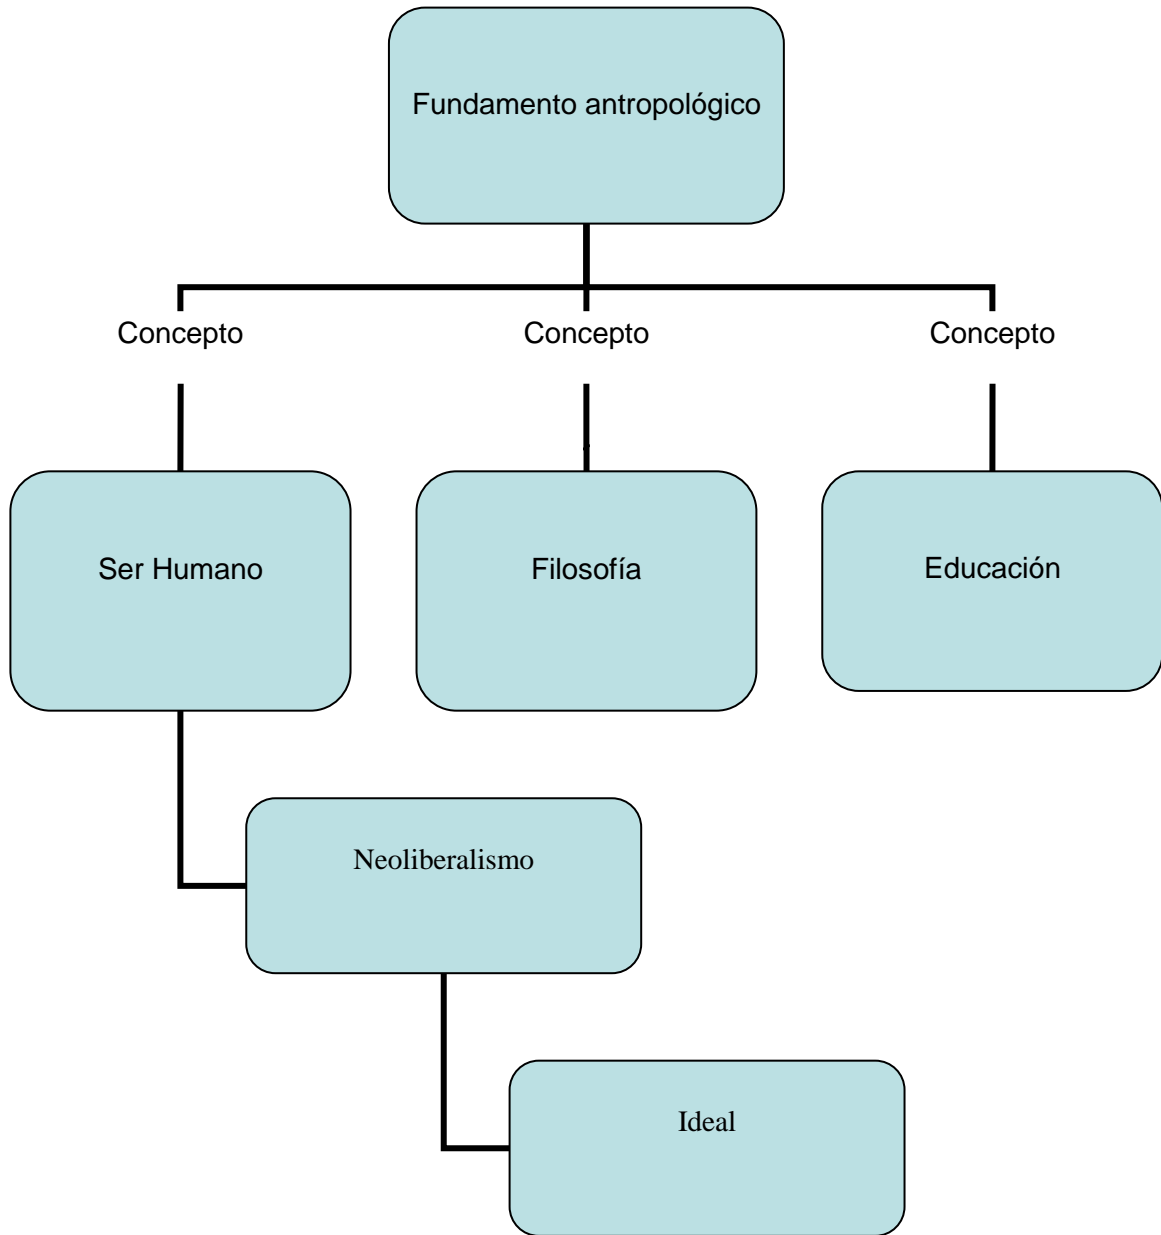 Fundamento antropológico
Concepto
Concepto
Concepto
Ser Humano
Filosofía
Educación
Neoliberalismo
Ideal